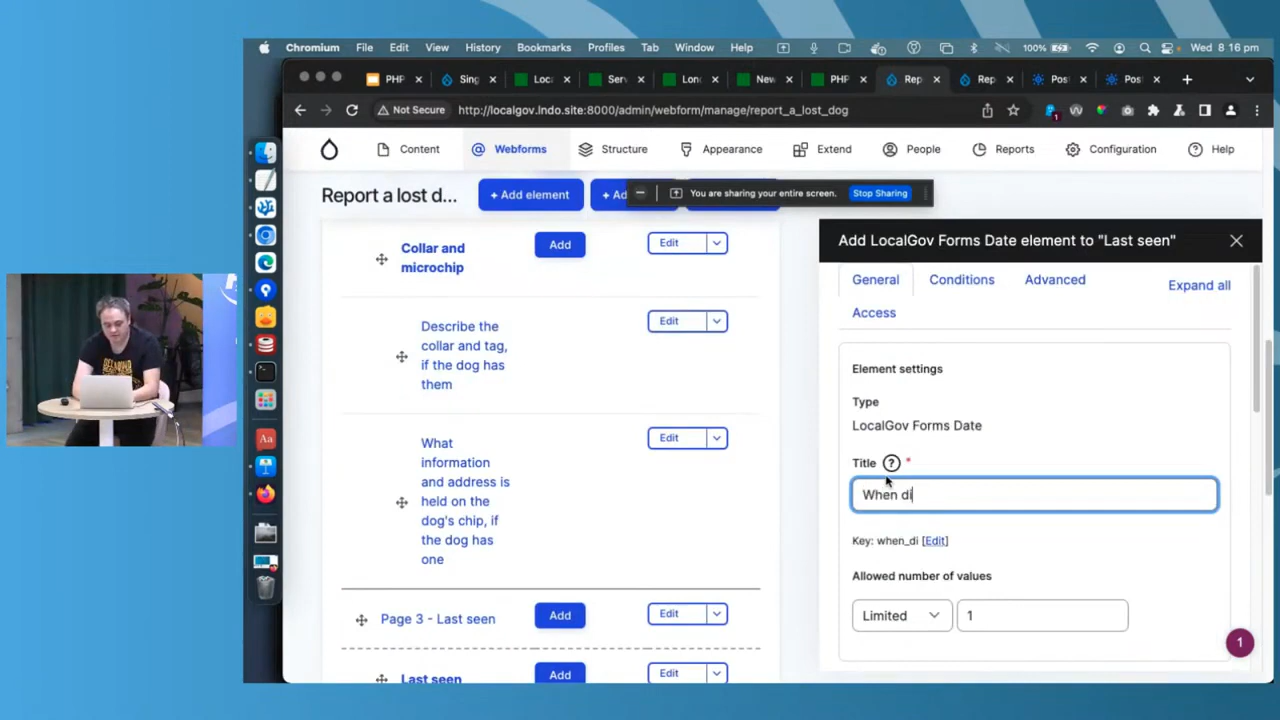 Chromium File Edit View History Bookmarks Profiles Tab Window Help 100% Wed 8 16 pm
PHP Sing Loca Serv Lon New PHP Rep Rep Pos Pos
Not Secure http://localgov.lndo.site:8000/admin/webform/manage/report_a_lost_dog
Content Webforms Structure Appearance Extend People Reports Configuration Help
Report a lost d... + Add element + Ad
You are sharing your entire screen. Stop Sharing
Collar and
microchip
Add Edit
Describe the
collar and tag,
if the dog has
them
Edit
What
information
and address is
held on the
dog's chip, if
the dog has
one
Edit
Page 3 - Last seen Add Edit
Last seen Add Edit
Add LocalGov Forms Date element to "Last seen"
General Conditions Advanced Expand all
Access
Element settings
Type
LocalGov Forms Date
Title ? *
When di
Key: when_di [Edit]
Allowed number of values
Limited 1
1
Aa